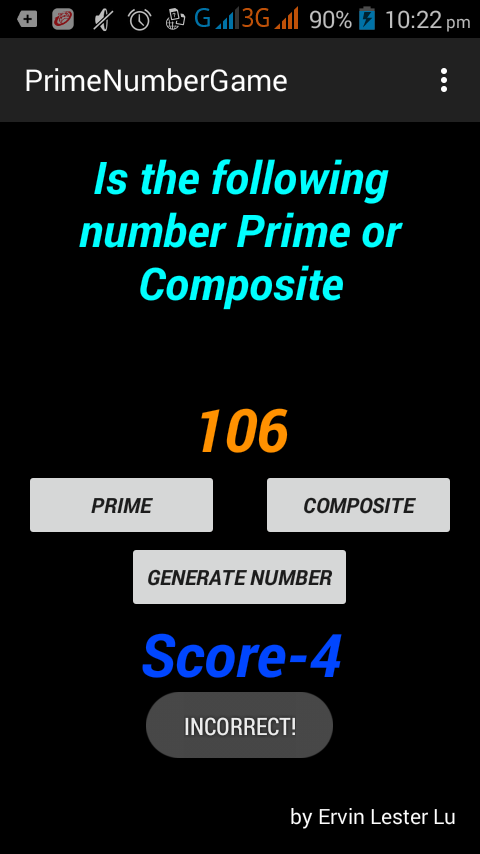 G 3G 90% 10:22 pm
PrimeNumberGame
Is the following
number Prime or
Composite
106
PRIME COMPOSITE
GENERATE NUMBER
Score-4
INCORRECT!
by Ervin Lester Lu